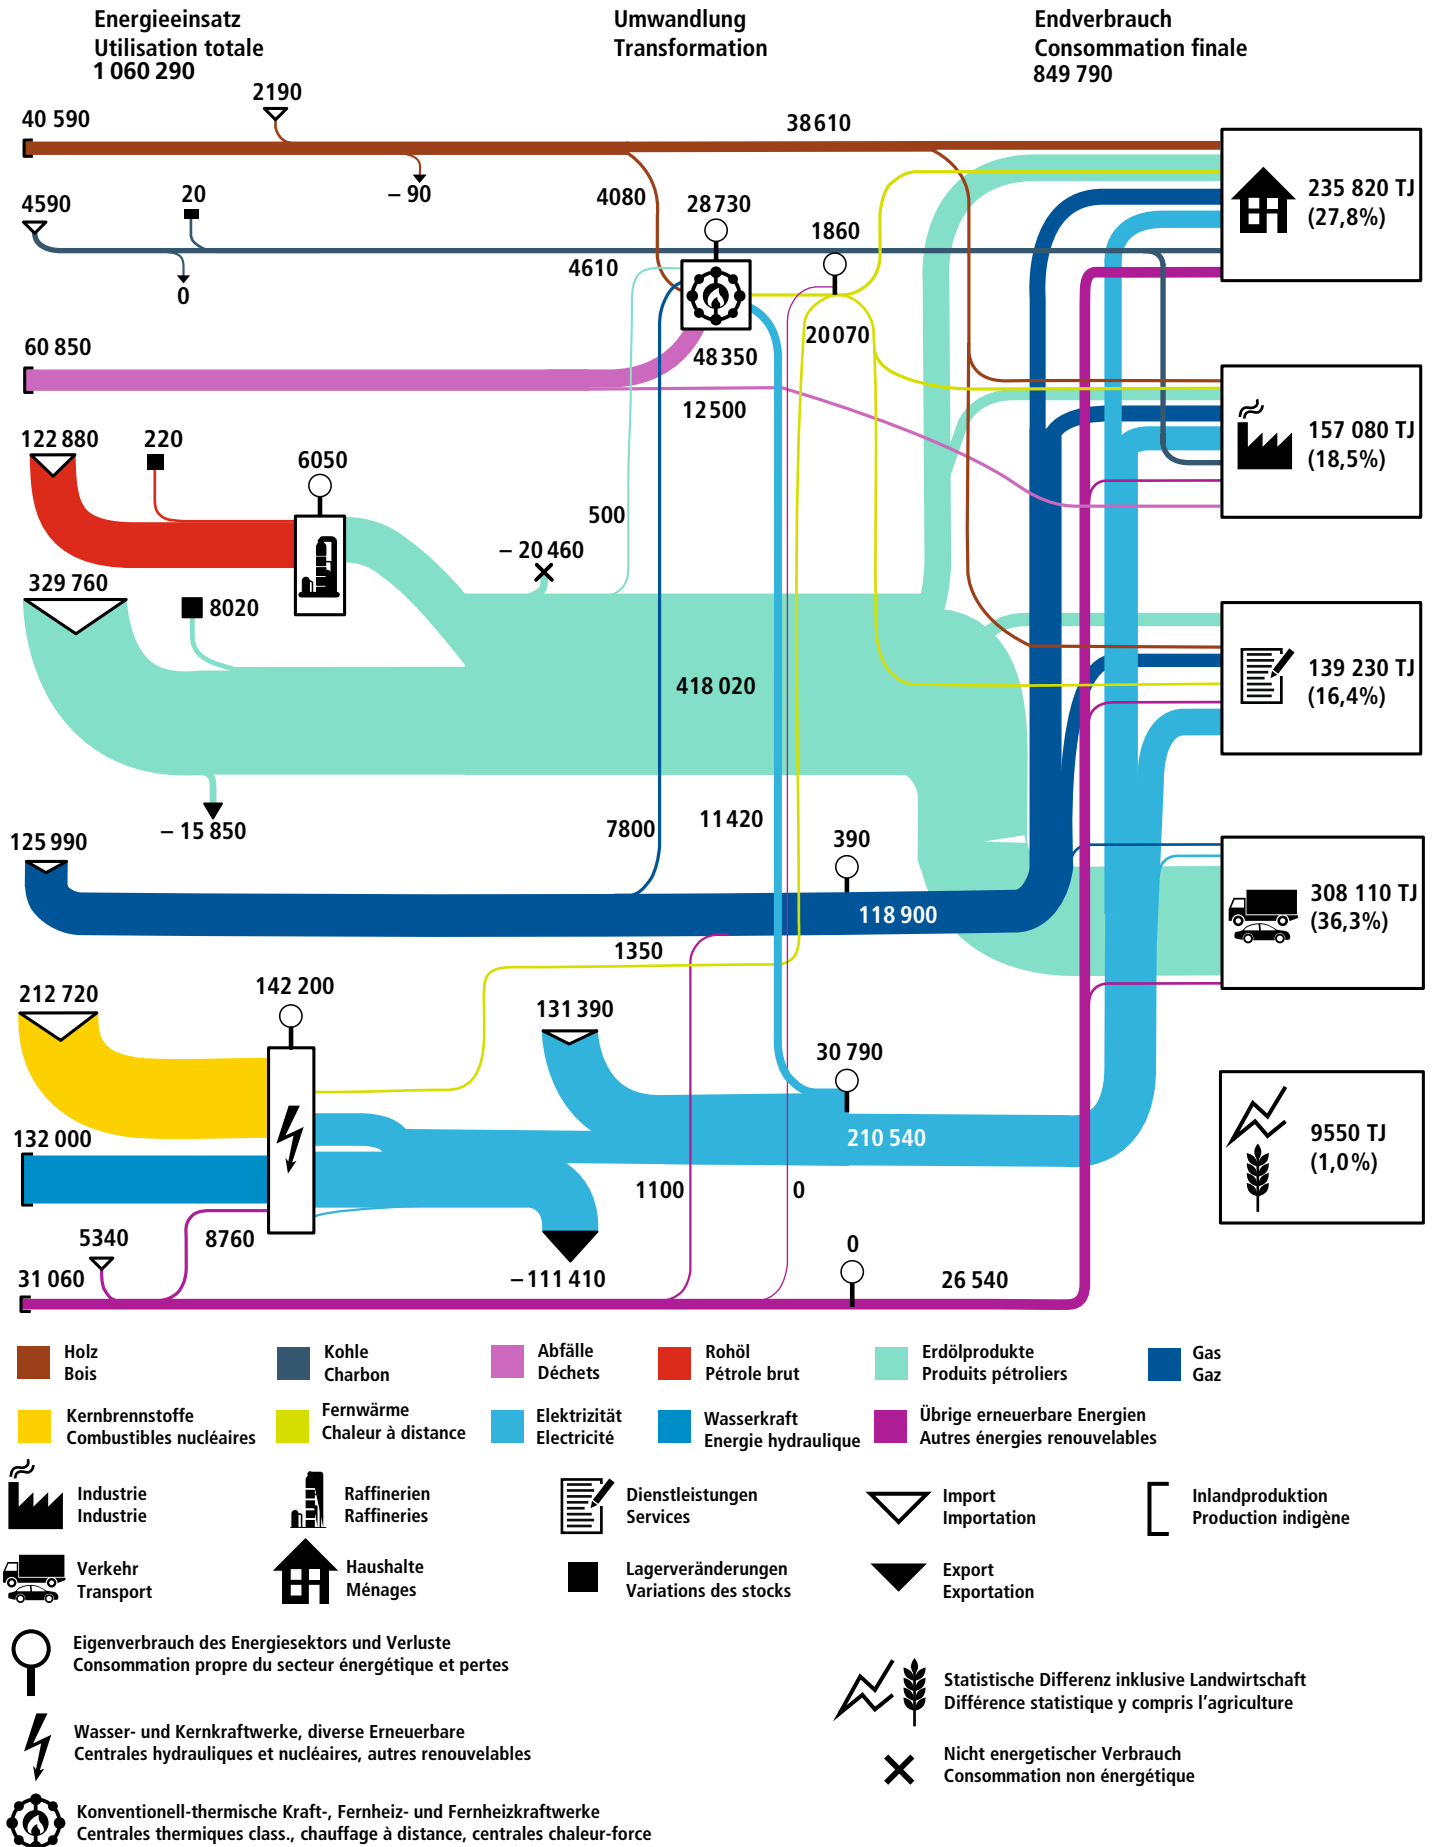 Energieeinsatz
Utilisation totale
1 060 290
Umwandlung
Transformation
Endverbrauch
Consommation finale
849 790
2190
40 590
38 610
– 90
4590
20
0
4080
28 730
1860
4610
235 820 TJ
(27,8%)
60 850
48 350
20 070
12 500
122 880
220
6050
157 080 TJ
(18,5%)
500
– 20 460
329 760
8020
418 020
139 230 TJ
(16,4%)
– 15 850
125 990
7800
11 420
390
118 900
308 110 TJ
(36,3%)
1350
212 720
142 200
131 390
30 790
132 000
210 540
9550 TJ
(1,0%)
1100
0
5340
8760
0
31 060
– 111 410
26 540
Holz
Bois
Kohle
Charbon
Abfälle
Déchets
Rohöl
Pétrole brut
Erdölprodukte
Produits pétroliers
Gas
Gaz
Kernbrennstoffe
Combustibles nucléaires
Fernwärme
Chaleur à distance
Elektrizität
Electricité
Wasserkraft
Energie hydraulique
Übrige erneuerbare Energien
Autres énergies renouvelables
Industrie
Industrie
Raffinerien
Raffineries
Dienstleistungen
Services
Import
Importation
Inlandproduktion
Production indigène
Verkehr
Transport
Haushalte
Ménages
Lagerveränderungen
Variations des stocks
Export
Exportation
Eigenverbrauch des Energiesektors und Verluste
Consommation propre du secteur énergétique et pertes
Statistische Differenz inklusive Landwirtschaft
Différence statistique y compris l'agriculture
Wasser- und Kernkraftwerke, diverse Erneuerbare
Centrales hydrauliques et nucléaires, autres renouvelables
Nicht energetischer Verbrauch
Consommation non énergétique
Konventionell-thermische Kraft-, Fernheiz- und Fernheizkraftwerke
Centrales thermiques class., chauffage à distance, centrales chaleur-force